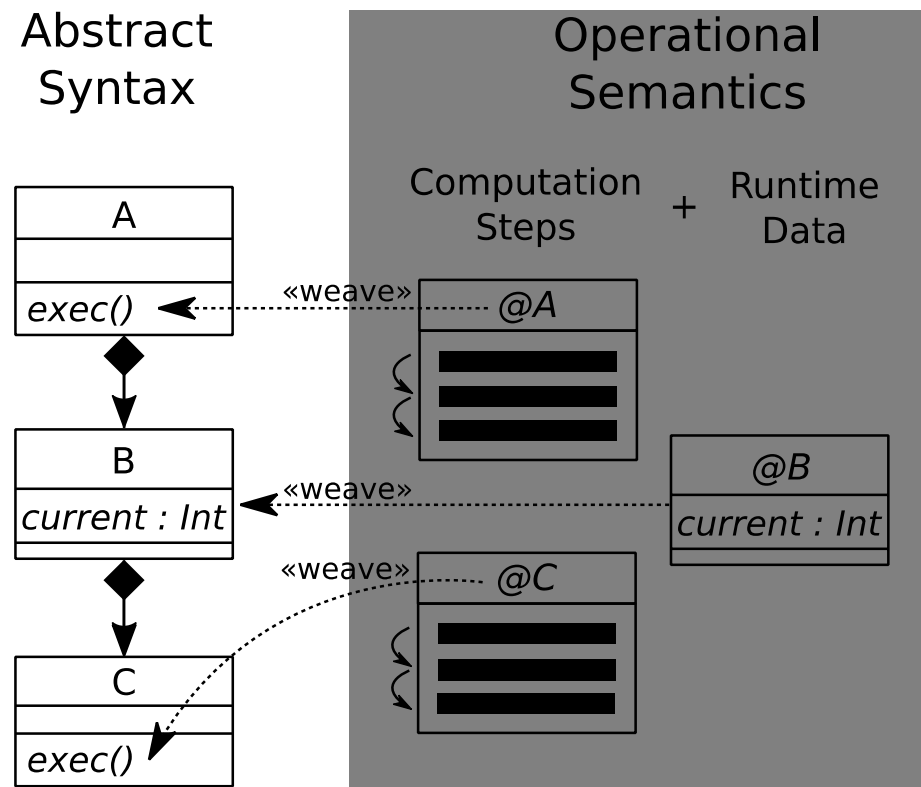 Abstract
Syntax
Operational
Semantics
Computation
Steps
+
Runtime
Data
A
exec()
«weave»
@A
B
current : Int
«weave»
@B
current : Int
«weave»
@C
C
exec()